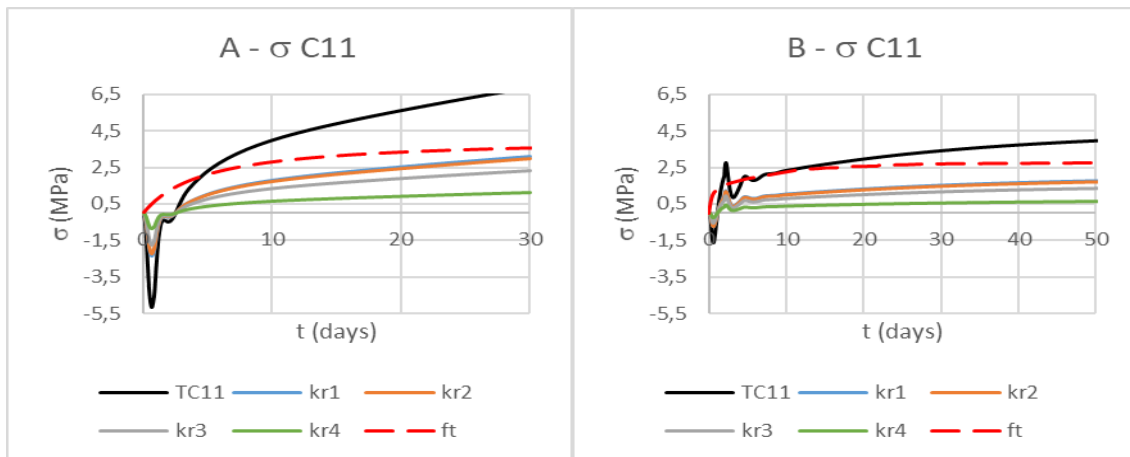 A - σ C11
6,5
4,5
2,5
0,5
-1,5
-3,5
-5,5
σ (MPa)
0
10
20
30
t (days)
TC11
kr1
kr2
kr3
kr4
ft
B - σ C11
6,5
4,5
2,5
0,5
-1,5
-3,5
-5,5
σ (MPa)
0
10
20
30
40
50
t (days)
TC11
kr1
kr2
kr3
kr4
ft